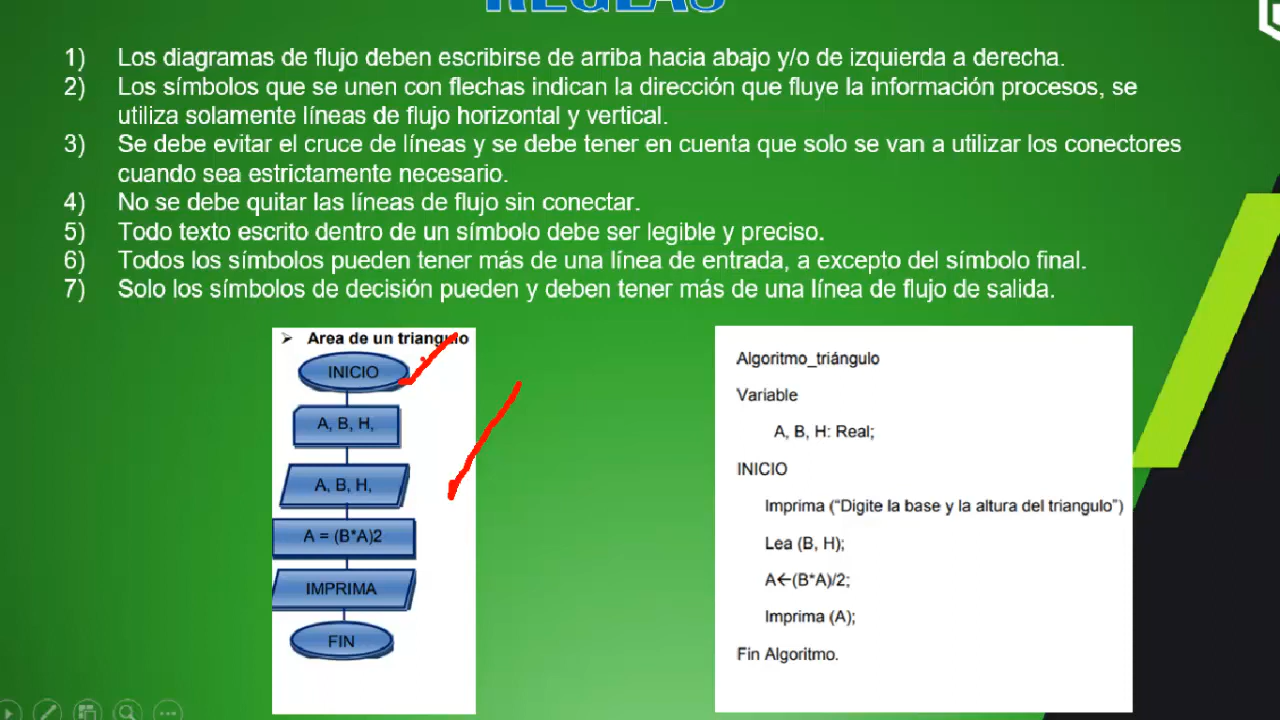 REGLAS
1) Los diagramas de flujo deben escribirse de arriba hacia abajo y/o de izquierda a derecha.
2) Los símbolos que se unen con flechas indican la dirección que fluye la información procesos, se
utiliza solamente líneas de flujo horizontal y vertical.
3) Se debe evitar el cruce de líneas y se debe tener en cuenta que solo se van a utilizar los conectores
cuando sea estrictamente necesario.
4) No se debe quitar las líneas de flujo sin conectar.
5) Todo texto escrito dentro de un símbolo debe ser legible y preciso.
6) Todos los símbolos pueden tener más de una línea de entrada, a excepto del símbolo final.
7) Solo los símbolos de decisión pueden y deben tener más de una línea de flujo de salida.
➢ Area de un triangulo
INICIO
A, B, H,
A, B, H,
A = (B*A)2
IMPRIMA
FIN
Algoritmo_triángulo
Variable
A, B, H: Real;
INICIO
Imprima (“Digite la base y la altura del triangulo”)
Lea (B, H);
A←(B*A)/2;
Imprima (A);
Fin Algoritmo.